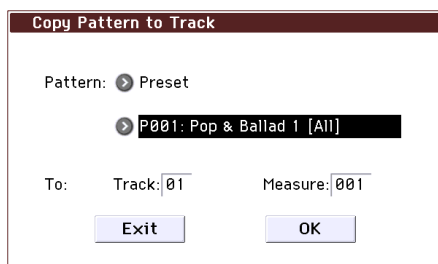 Copy Pattern to Track
Pattern: Preset
P001: Pop & Ballad 1 [All]
To: Track: 01 Measure: 001
Exit OK